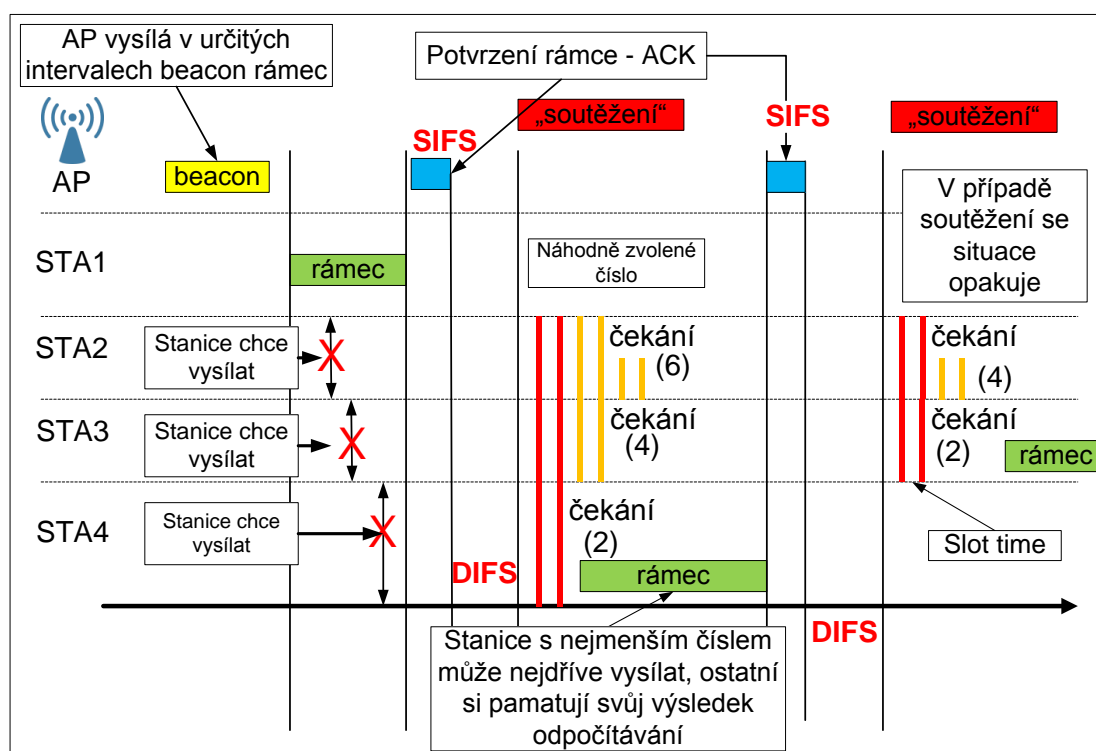 AP vysílá v určitých
intervalech beacon rámec
Potvrzení rámce - ACK
SIFS
„soutěžení“
SIFS
„soutěžení“
AP
beacon
V případě
soutěžení se
situace
opakuje
STA1
rámec
Náhodně zvolené
číslo
STA2
Stanice chce
vysílat
X
čekání
(6)
(4)
STA3
Stanice chce
vysílat
X
čekání
(4)
čekání
(2)
rámec
STA4
Stanice chce
vysílat
X
čekání
(2)
Slot time
DIFS
rámec
DIFS
Stanice s nejmenším číslem
může nejdříve vysílat, ostatní
si pamatují svůj výsledek
odpočítávání